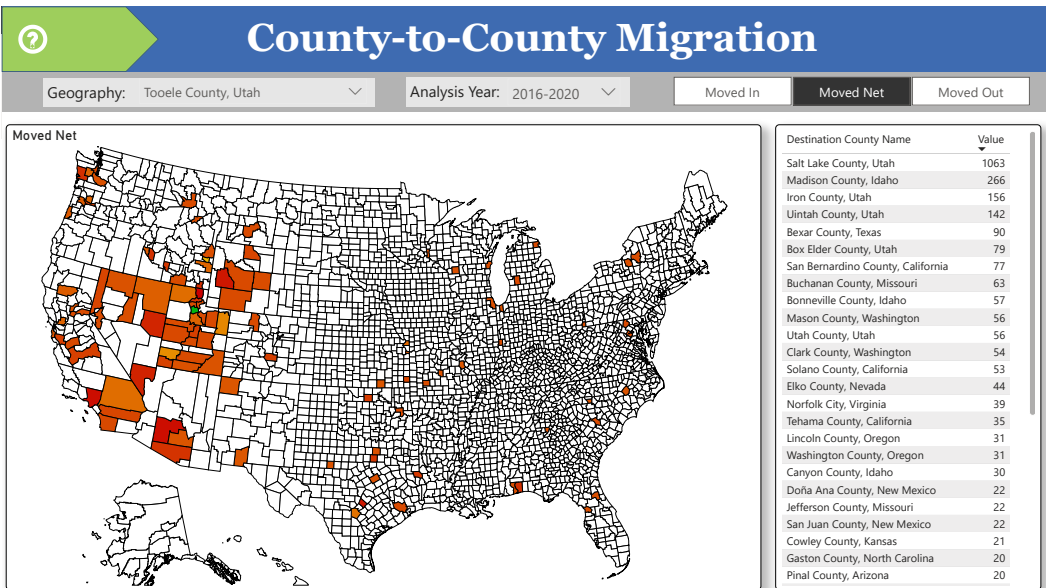 County-to-County Migration
Geography: Tooele County, Utah
Analysis Year: 2016-2020
Moved In
Moved Net
Moved Out
Moved Net
Destination County Name Value
Salt Lake County, Utah 1063
Madison County, Idaho 266
Iron County, Utah 156
Uintah County, Utah 142
Bexar County, Texas 90
Box Elder County, Utah 79
San Bernardino County, California 77
Buchanan County, Missouri 63
Bonneville County, Idaho 57
Mason County, Washington 56
Utah County, Utah 56
Clark County, Washington 54
Solano County, California 53
Elko County, Nevada 44
Norfolk City, Virginia 39
Tehama County, California 35
Lincoln County, Oregon 31
Washington County, Oregon 31
Canyon County, Idaho 30
Doña Ana County, New Mexico 22
Jefferson County, Missouri 22
San Juan County, New Mexico 22
Cowley County, Kansas 21
Gaston County, North Carolina 20
Pinal County, Arizona 20